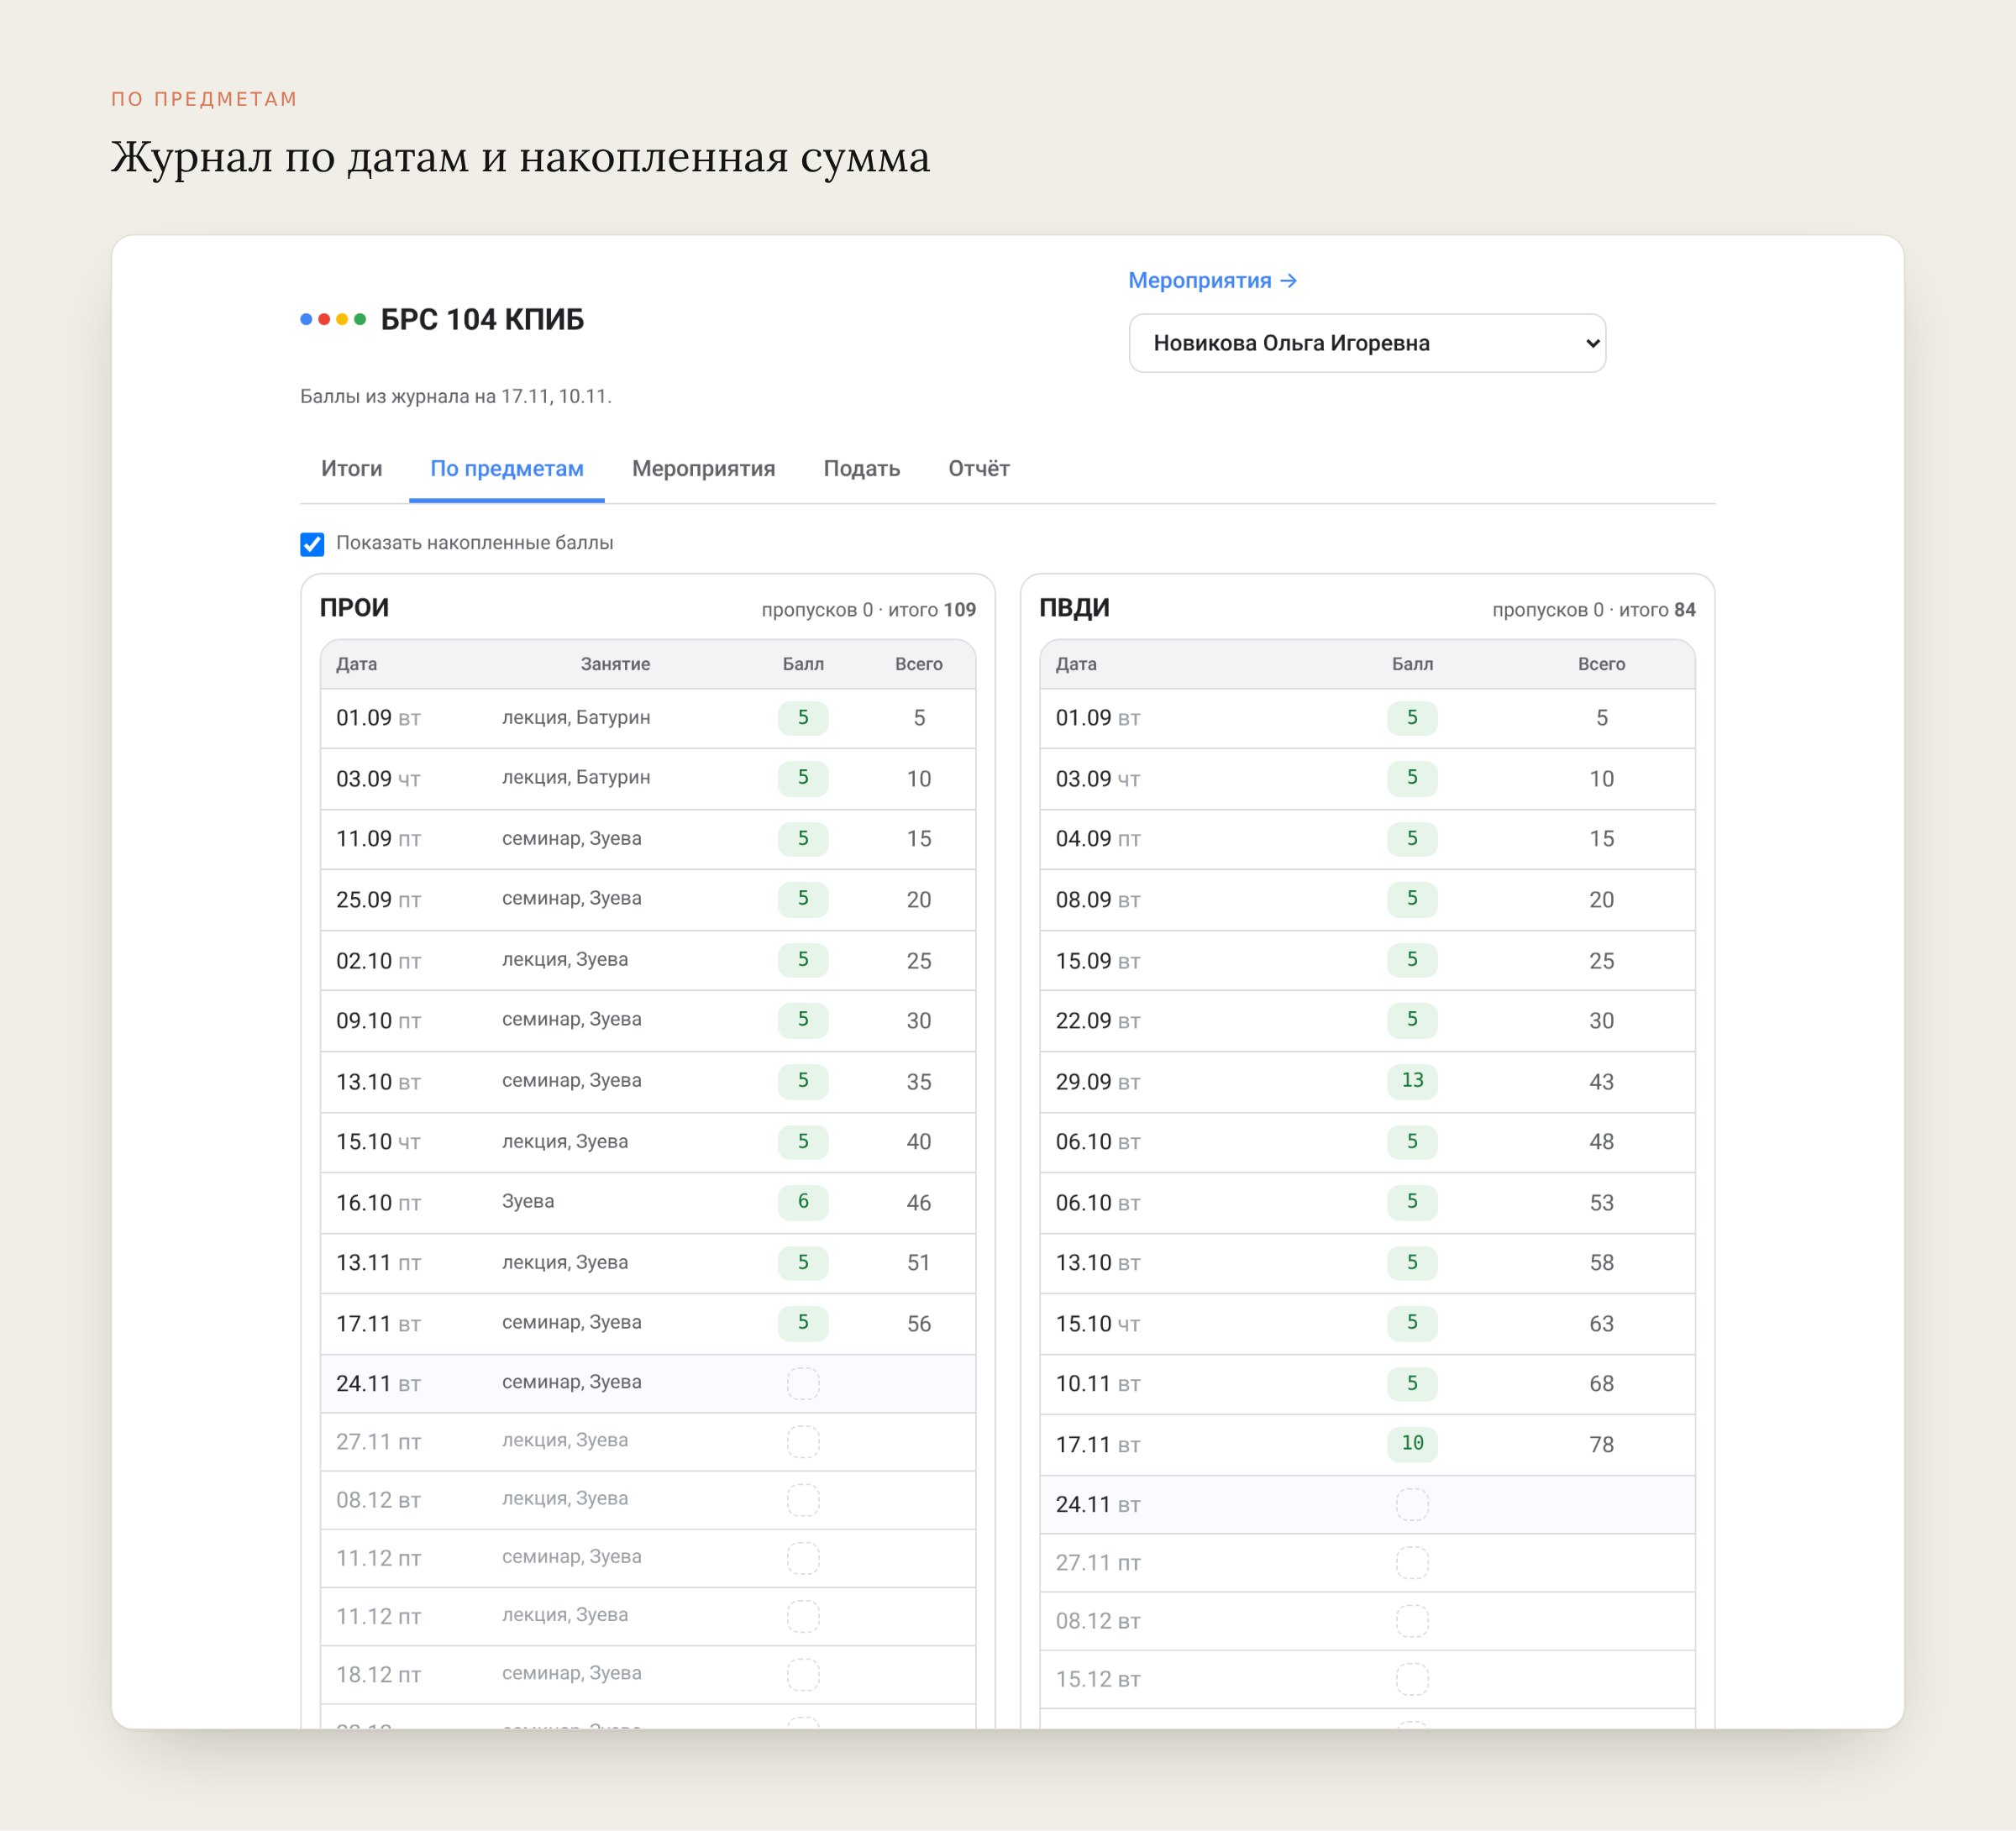 ПО ПРЕДМЕТАМ
Журнал по датам и накопленная сумма
Мероприятия →
БРС 104 КПИБ
Новикова Ольга Игоревна
Баллы из журнала на 17.11, 10.11.
Итоги По предметам Мероприятия Подать Отчёт
Показать накопленные баллы
ПРОИ пропусков 0 · итого 109
Дата Занятие Балл Всего
01.09 вт лекция, Батурин 5 5
03.09 чт лекция, Батурин 5 10
11.09 пт семинар, Зуева 5 15
25.09 пт семинар, Зуева 5 20
02.10 пт лекция, Зуева 5 25
09.10 пт семинар, Зуева 5 30
13.10 вт семинар, Зуева 5 35
15.10 чт лекция, Зуева 5 40
16.10 пт Зуева 6 46
13.11 пт лекция, Зуева 5 51
17.11 вт семинар, Зуева 5 56
24.11 вт семинар, Зуева
27.11 пт лекция, Зуева
08.12 вт лекция, Зуева
11.12 пт семинар, Зуева
11.12 пт лекция, Зуева
18.12 пт семинар, Зуева
ПВДИ пропусков 0 · итого 84
Дата Балл Всего
01.09 вт 5 5
03.09 чт 5 10
04.09 пт 5 15
08.09 вт 5 20
15.09 вт 5 25
22.09 вт 5 30
29.09 вт 13 43
06.10 вт 5 48
06.10 вт 5 53
13.10 вт 5 58
15.10 чт 5 63
10.11 вт 5 68
17.11 вт 10 78
24.11 вт
27.11 пт
08.12 вт
15.12 вт